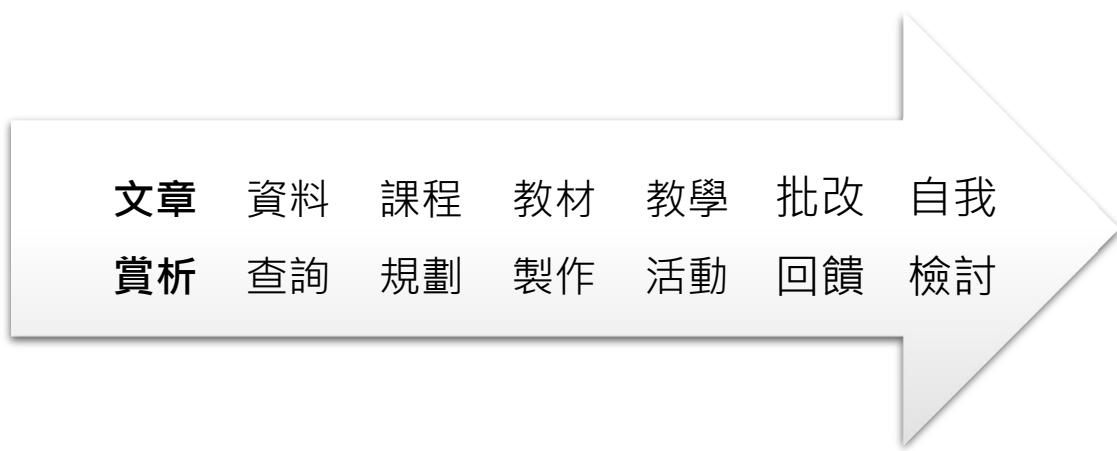 文章 資料 課程 教材 教學 批改 自我
賞析 查詢 規劃 製作 活動 回饋 檢討